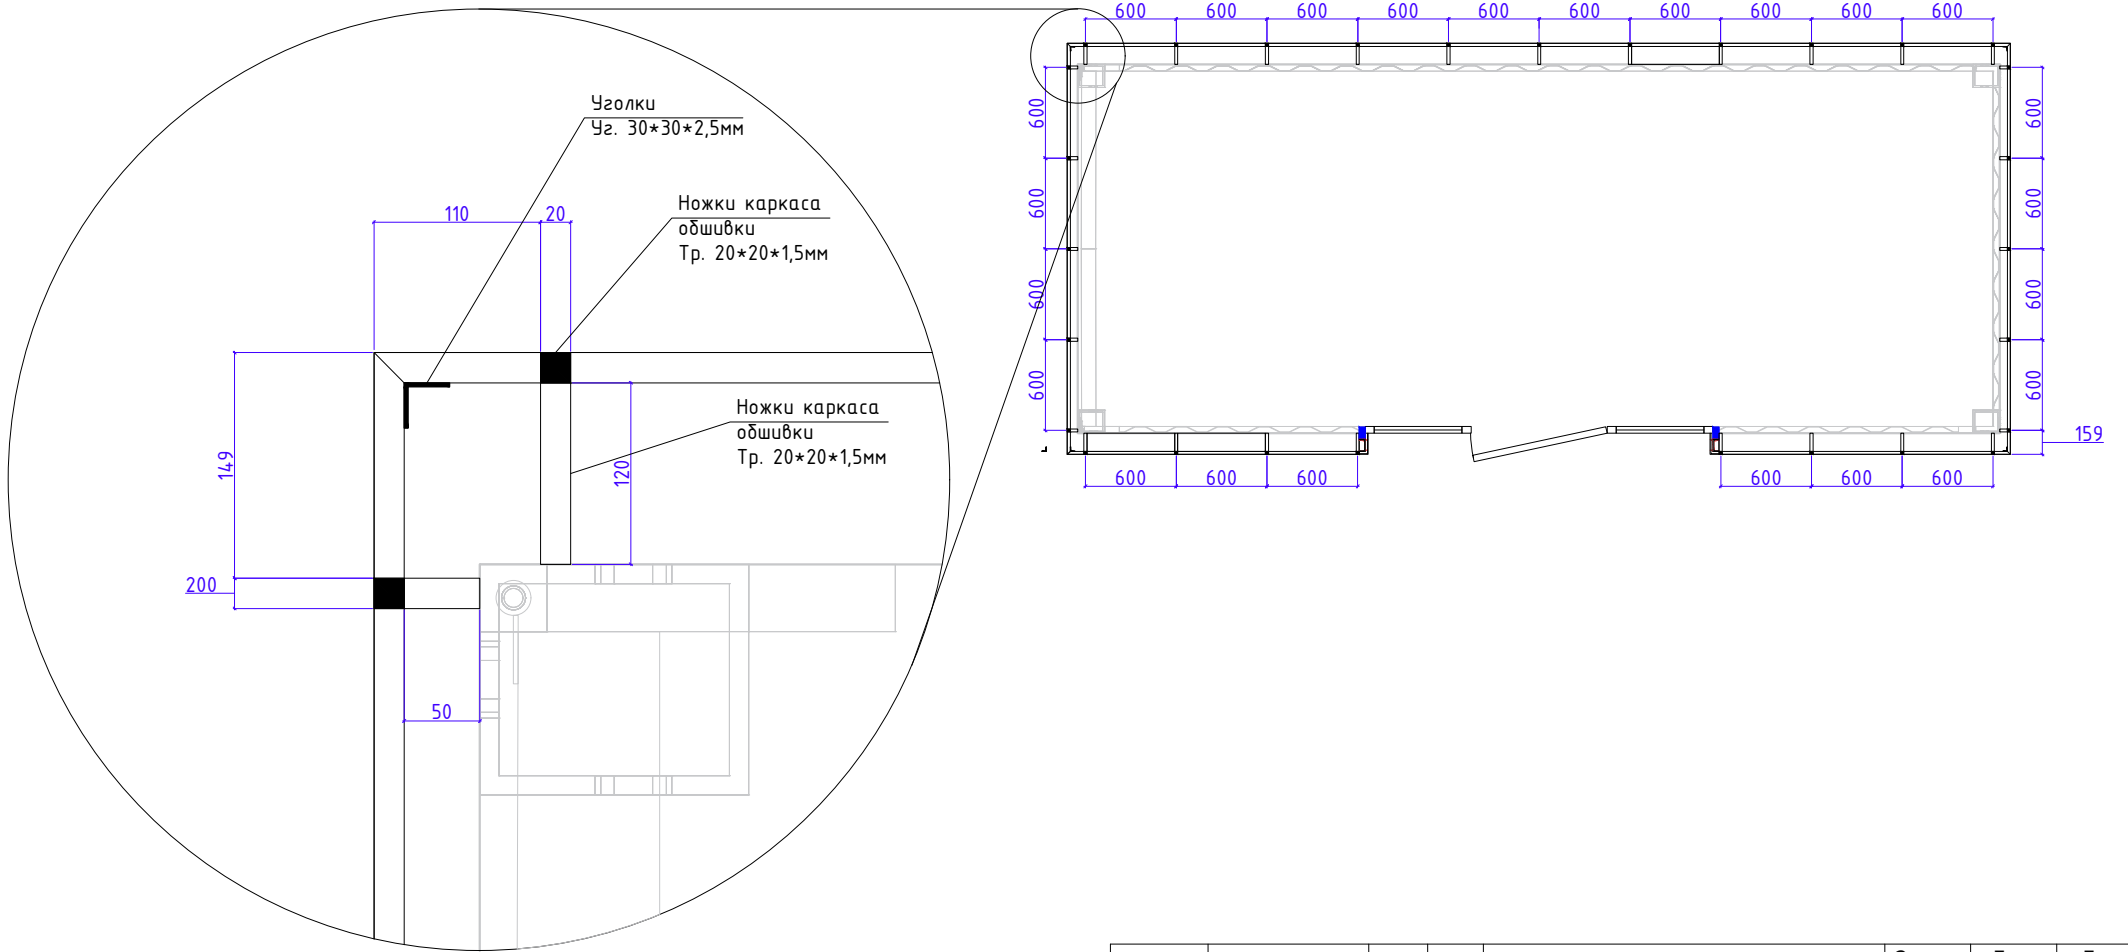 600 600 600 600 600 600 600 600 600 600
Уголки
Уг. 30*30*2,5мм
Ножки каркаса
обшивки
Тр. 20*20*1,5мм
110 20
600 600
600 600
600 600
600 600
Ножки каркаса
обшивки
Тр. 20*20*1,5мм
149
120
159
600 600 600 600 600 600
200
50